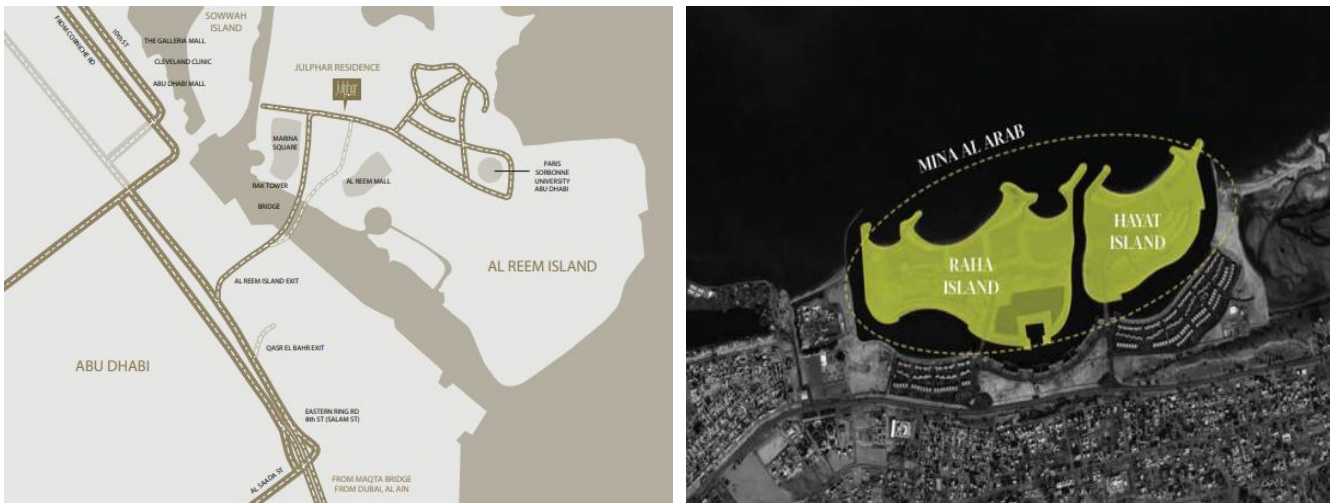 SOWWAH
ISLAND
FROM CORNICHE RD
10th ST
THE GALLERIA MALL
CLEVELAND CLINIC
ABU DHABI MALL
JULPHAR RESIDENCE
Julphar
MARINA
SQUARE
RAK TOWER
BRIDGE
AL REEM MALL
PARIS
SORBONNE
UNIVERSITY
ABU DHABI
AL REEM ISLAND
AL REEM ISLAND EXIT
QASR EL BAHR EXIT
ABU DHABI
EASTERN RING RD
8th ST (SALAM ST)
AL SAADA ST
FROM MAQTA BRIDGE
FROM DUBAI, AL AIN
MINA AL ARAB
RAHA
ISLAND
HAYAT
ISLAND